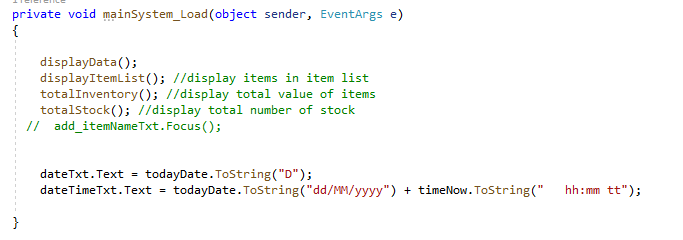 1 reference
private void mainSystem_Load(object sender, EventArgs e)
{
displayData();
displayItemList(); //display items in item list
totalInventory(); //display total value of items
totalStock(); //display total number of stock
//  add_itemNameTxt.Focus();
dateTxt.Text = todayDate.ToString("D");
dateTimeTxt.Text = todayDate.ToString("dd/MM/yyyy") + timeNow.ToString("   hh:mm tt");
}